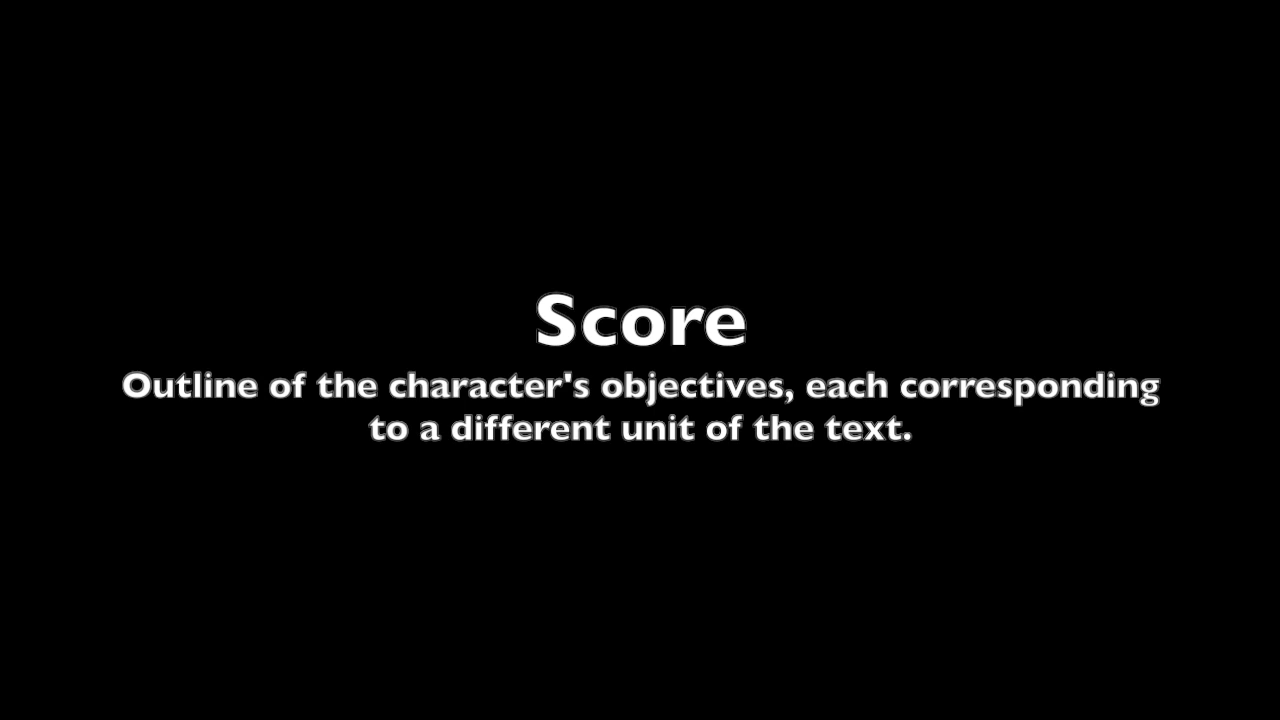 Score
Outline of the character's objectives, each corresponding
to a different unit of the text.